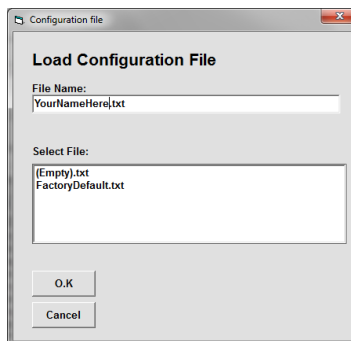 Configuration file
Load Configuration File
File Name:
YourNameHere.txt
Select File:
(Empty).txt
FactoryDefault.txt
O.K
Cancel